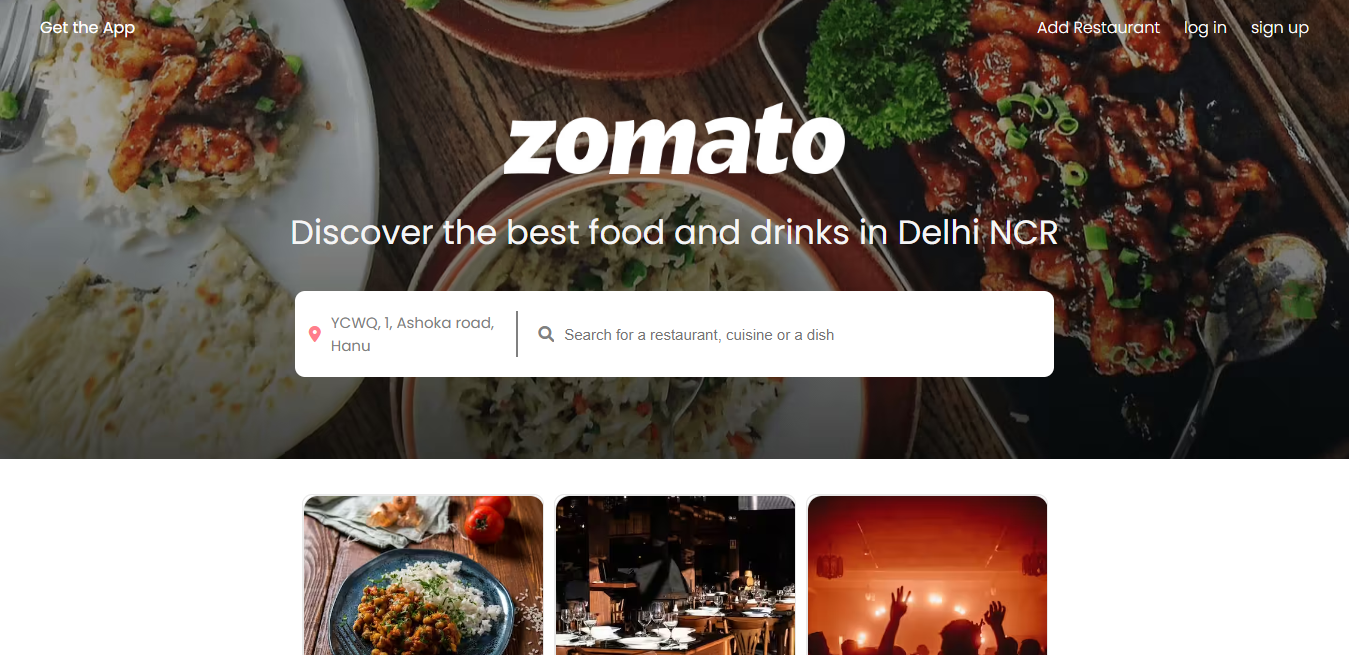 Get the App
Add Restaurant
log in
sign up
zomato
Discover the best food and drinks in Delhi NCR
YCWQ, 1, Ashoka road,
Hanu
Search for a restaurant, cuisine or a dish